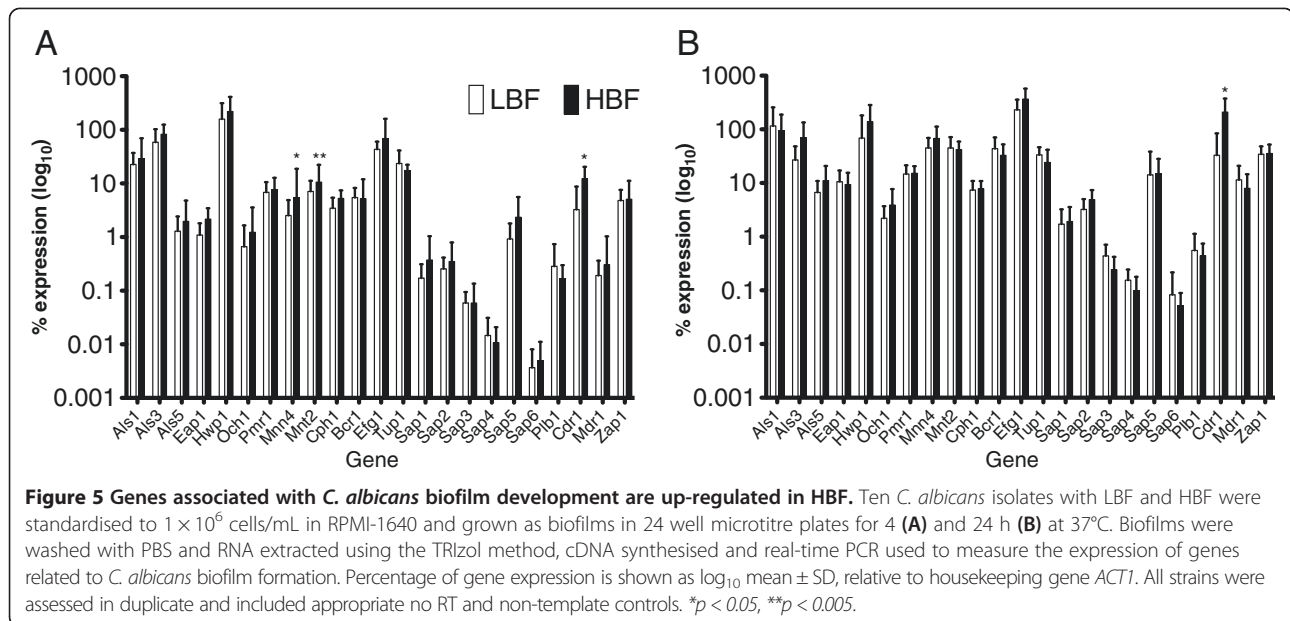 A
B
1000
100
10
1
0.1
0.01
0.001
% expression (log10)
LBF HBF
* ** *
Als1 Als3 Als5 Eap1 Hwp1 Och1 Pmr1 Mnn4 Mnt2 Cph1 Bcr1 Efg1 Tup1 Sap1 Sap2 Sap3 Sap4 Sap5 Sap6 Plb1 Cdr1 Mdr1 Zap1
Gene
1000
100
10
1
0.1
0.01
0.001
% expression (log10)
*
Als1 Als3 Als5 Eap1 Hwp1 Och1 Pmr1 Mnn4 Mnt2 Cph1 Bcr1 Efg1 Tup1 Sap1 Sap2 Sap3 Sap4 Sap5 Sap6 Plb1 Cdr1 Mdr1 Zap1
Gene
Figure 5 Genes associated with C. albicans biofilm development are up-regulated in HBF. Ten C. albicans isolates with LBF and HBF were
standardised to 1 × 10⁶ cells/mL in RPMI-1640 and grown as biofilms in 24 well microtitre plates for 4 (A) and 24 h (B) at 37°C. Biofilms were
washed with PBS and RNA extracted using the TRIzol method, cDNA synthesised and real-time PCR used to measure the expression of genes
related to C. albicans biofilm formation. Percentage of gene expression is shown as log10 mean ± SD, relative to housekeeping gene ACT1. All strains were
assessed in duplicate and included appropriate no RT and non-template controls. *p < 0.05, **p < 0.005.